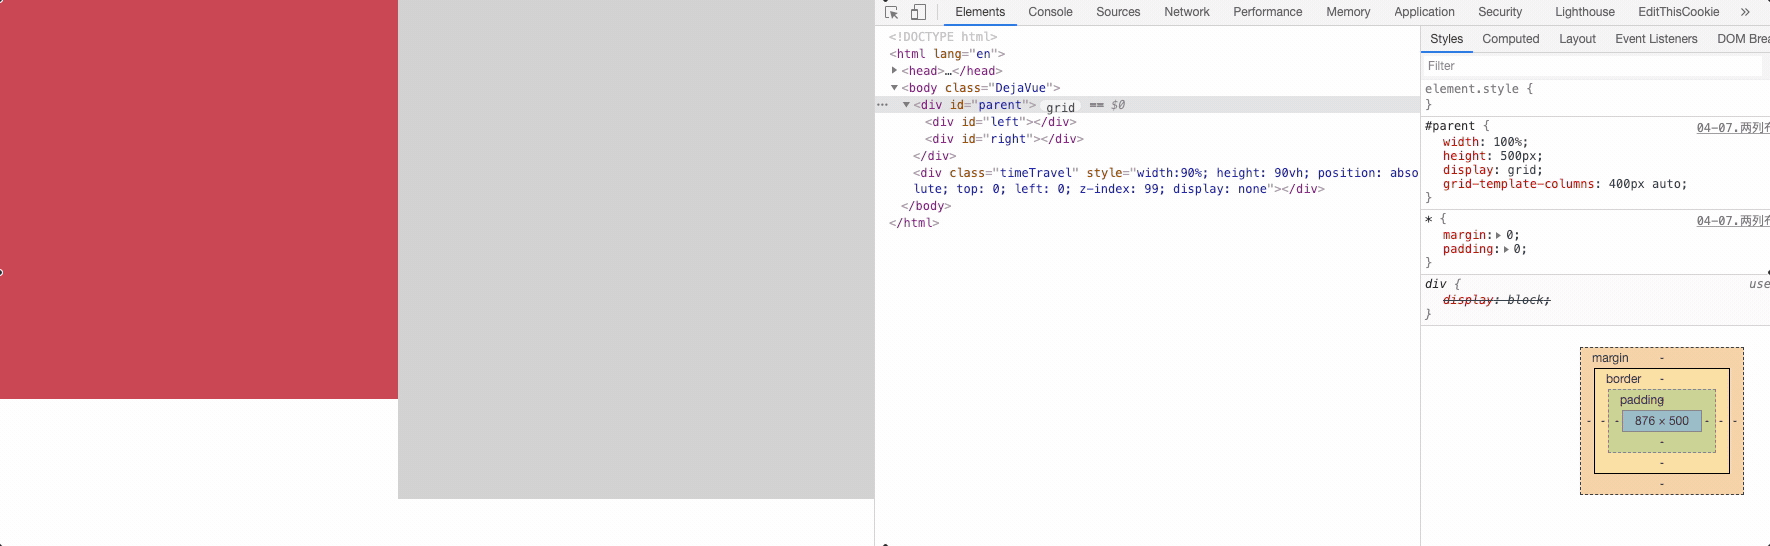 Elements Console Sources Network Performance Memory Application Security Lighthouse EditThisCookie »
<!DOCTYPE html>
<html lang="en">
<head>…</head>
<body class="DejaVue">
<div id="parent"> grid == $0
<div id="left"></div>
<div id="right"></div>
</div>
<div class="timeTravel" style="width:90%; height: 90vh; position: abso
lute; top: 0; left: 0; z-index: 99; display: none"></div>
</body>
</html>
Styles Computed Layout Event Listeners DOM Brea
Filter
element.style {
}
#parent { 04-07.两列布
width: 100%;
height: 500px;
display: grid;
grid-template-columns: 400px auto;
}
* { 04-07.两列布
margin: 0;
padding: 0;
}
div { use
display: block;
}
margin -
border -
padding -
- - - 876 × 500 - - -
-
-
-